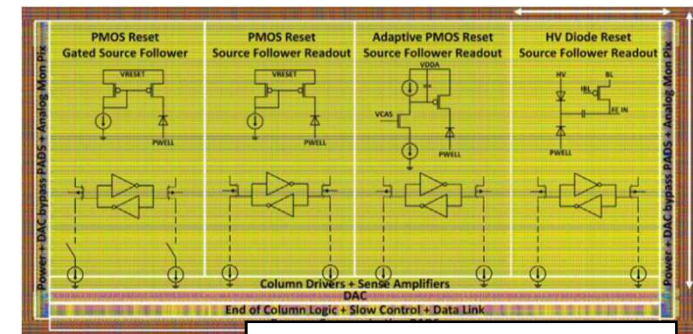 PMOS Reset
Gated Source Follower
PMOS Reset
Source Follower Readout
Adaptive PMOS Reset
Source Follower Readout
HV Diode Reset
Source Follower Readout
VRESET
PWELL
VRESET
PWELL
VDDA
VCAS
PWELL
HV
BL
IBL
FE IN
PWELL
Power + DAC bypass PADS + Analog Mon Pix
Power + DAC bypass PADS + Analog Mon Pix
Column Drivers + Sense Amplifiers
DAC
End of Column Logic + Slow Control + Data Link